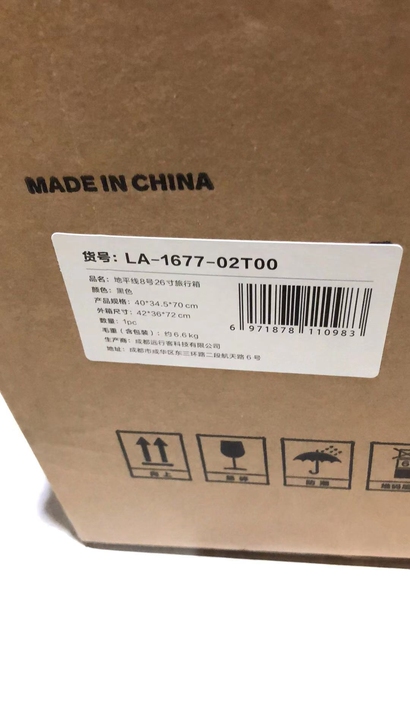 MADE IN CHINA
货号：LA-1677-02T00
品名：地平线8号26寸旅行箱
颜色：黑色
产品规格：40*34.5*70 cm
外箱尺寸：42*36*72 cm
数量：1pc
毛重（含包装）：约6.6kg
生产商：成都远行客科技有限公司
地址：成都市成华区东三环路二段航天路6号
6 971878 110983
向上
易碎
防潮